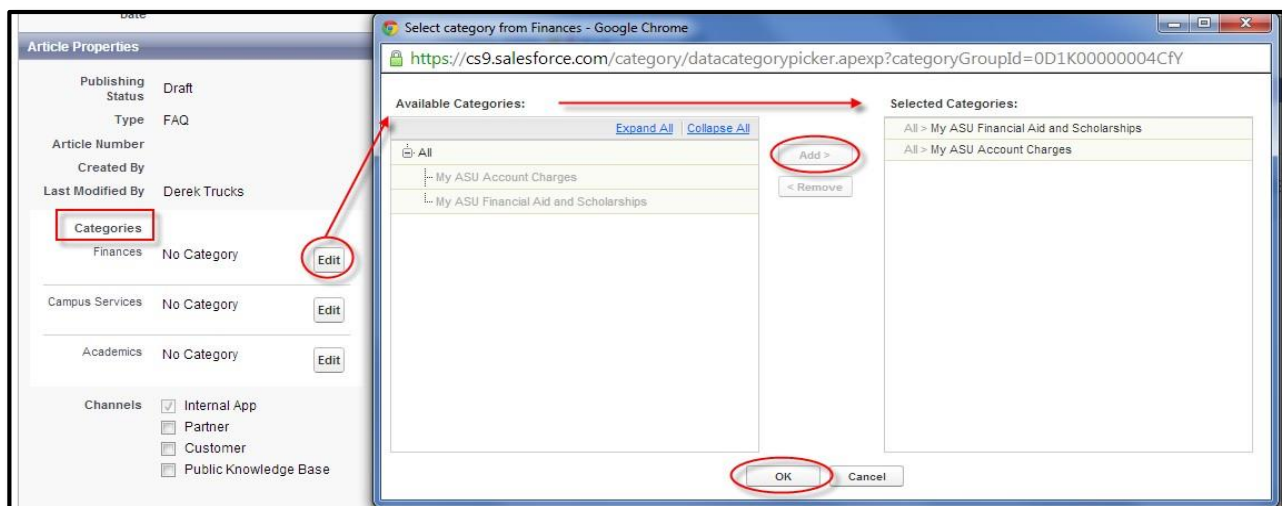 Date
Article Properties
Publishing Status Draft
Type FAQ
Article Number
Created By
Last Modified By Derek Trucks
Categories
Finances No Category Edit
Campus Services No Category Edit
Academics No Category Edit
Channels Internal App
Partner
Customer
Public Knowledge Base
Select category from Finances - Google Chrome
https://cs9.salesforce.com/category/datacategorypicker.apexp?categoryGroupId=0D1K00000004CfY
Available Categories:
Expand All Collapse All
All
My ASU Account Charges
My ASU Financial Aid and Scholarships
Add >
< Remove
Selected Categories:
All > My ASU Financial Aid and Scholarships
All > My ASU Account Charges
OK Cancel